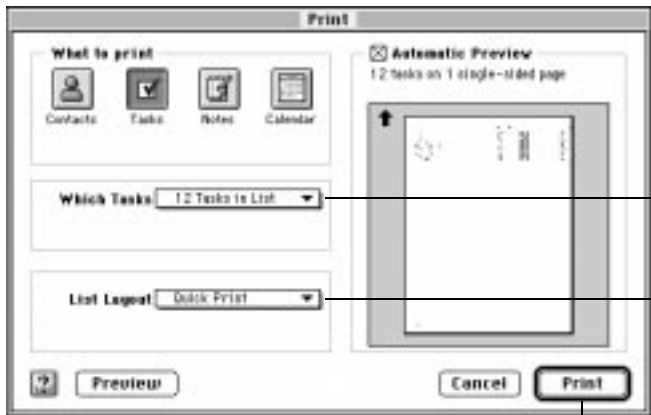 Print
What to print
Contacts Tasks Notes Calendar
Which Tasks 12 Tasks in List
List Layout Quick Print
Automatic Preview
12 tasks on 1 single-sided page
? Preview Cancel Print